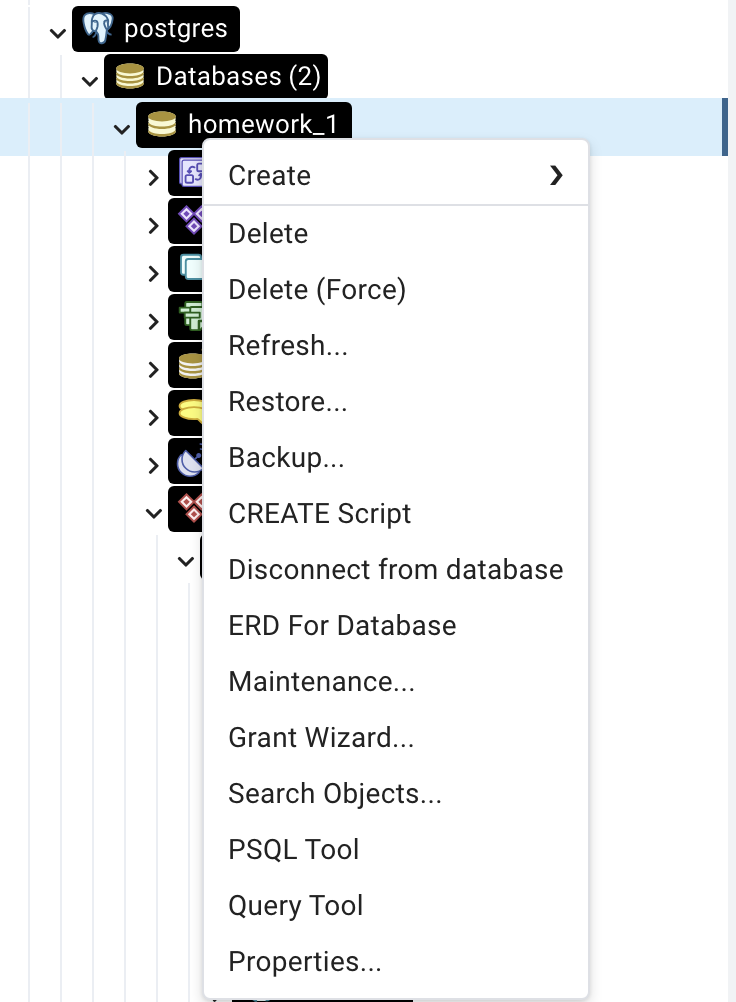 postgres
Databases (2)
homework_1
Create
Delete
Delete (Force)
Refresh...
Restore...
Backup...
CREATE Script
Disconnect from database
ERD For Database
Maintenance...
Grant Wizard...
Search Objects...
PSQL Tool
Query Tool
Properties...